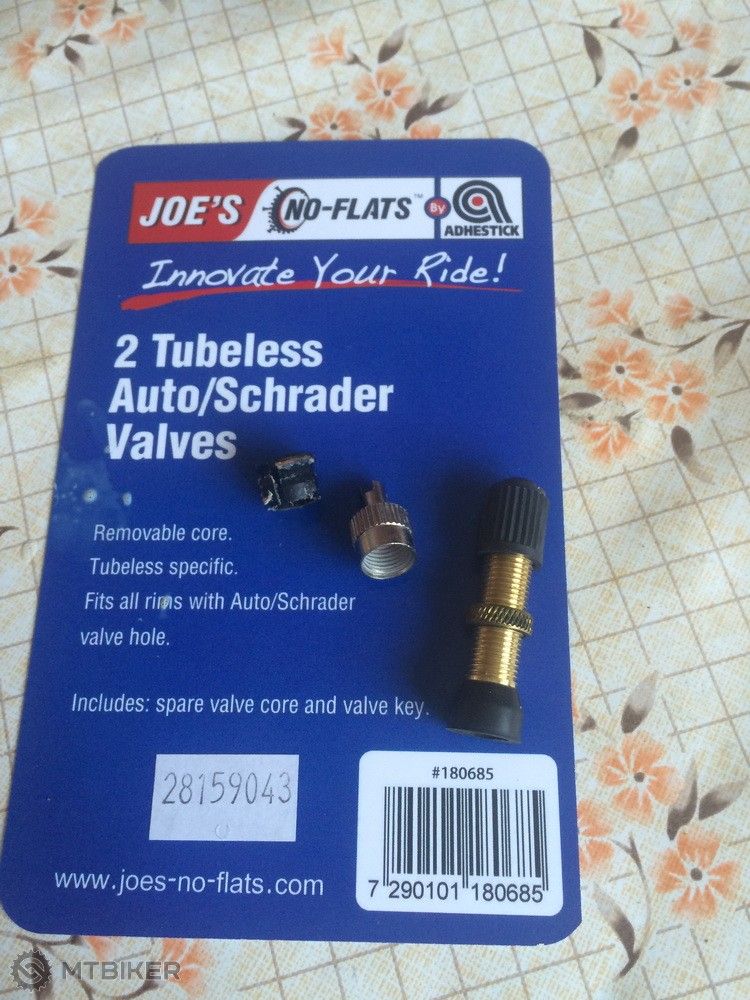 JOE'S NO-FLATS™ By ADHESTICK
Innovate Your Ride!
2 Tubeless
Auto/Schrader
Valves
Removable core.
Tubeless specific.
Fits all rims with Auto/Schrader
valve hole.
Includes: spare valve core and valve key.
28159043
#180685
7 290101 180685
www.joes-no-flats.com
MTBIKER